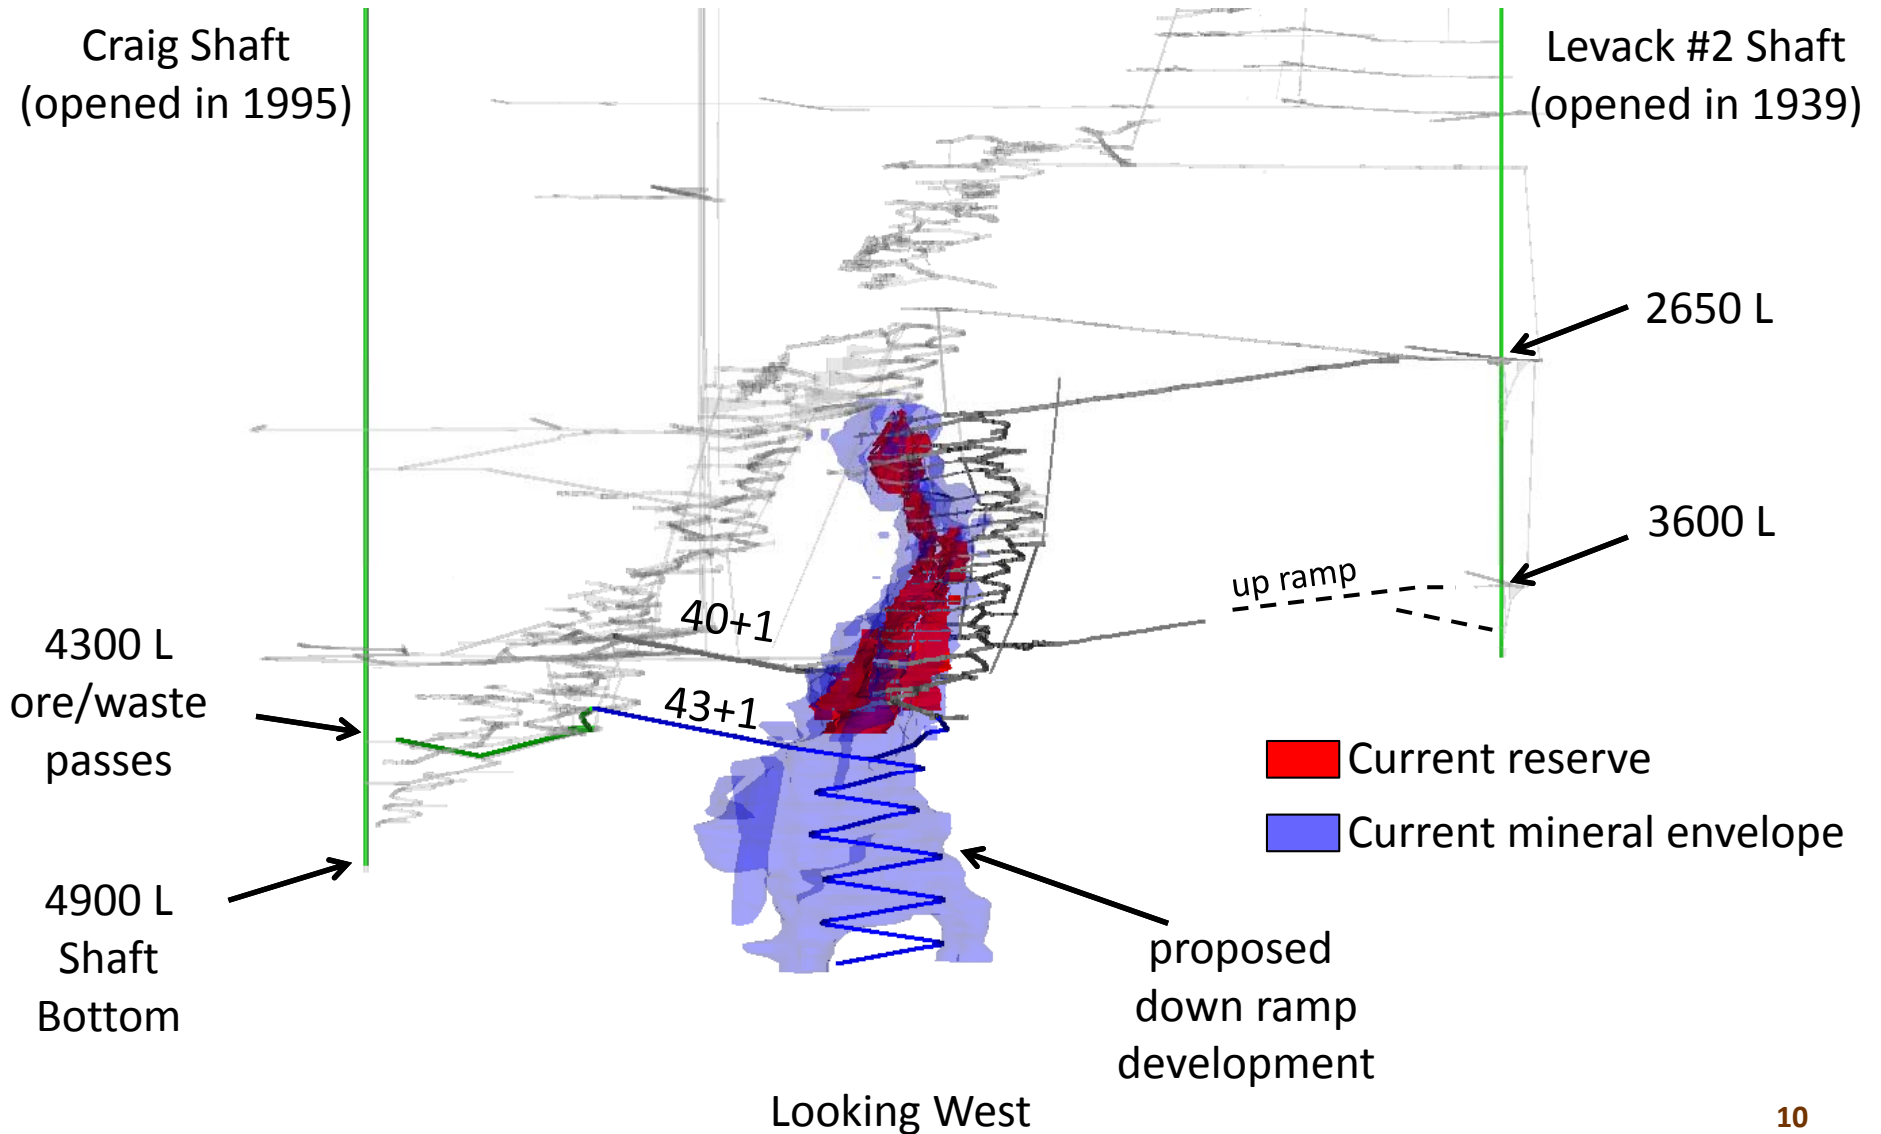 Craig Shaft
(opened in 1995)
Levack #2 Shaft
(opened in 1939)
2650 L
3600 L
up ramp
40+1
43+1
4300 L
ore/waste
passes
4900 L
Shaft
Bottom
Current reserve
Current mineral envelope
proposed
down ramp
development
Looking West
10